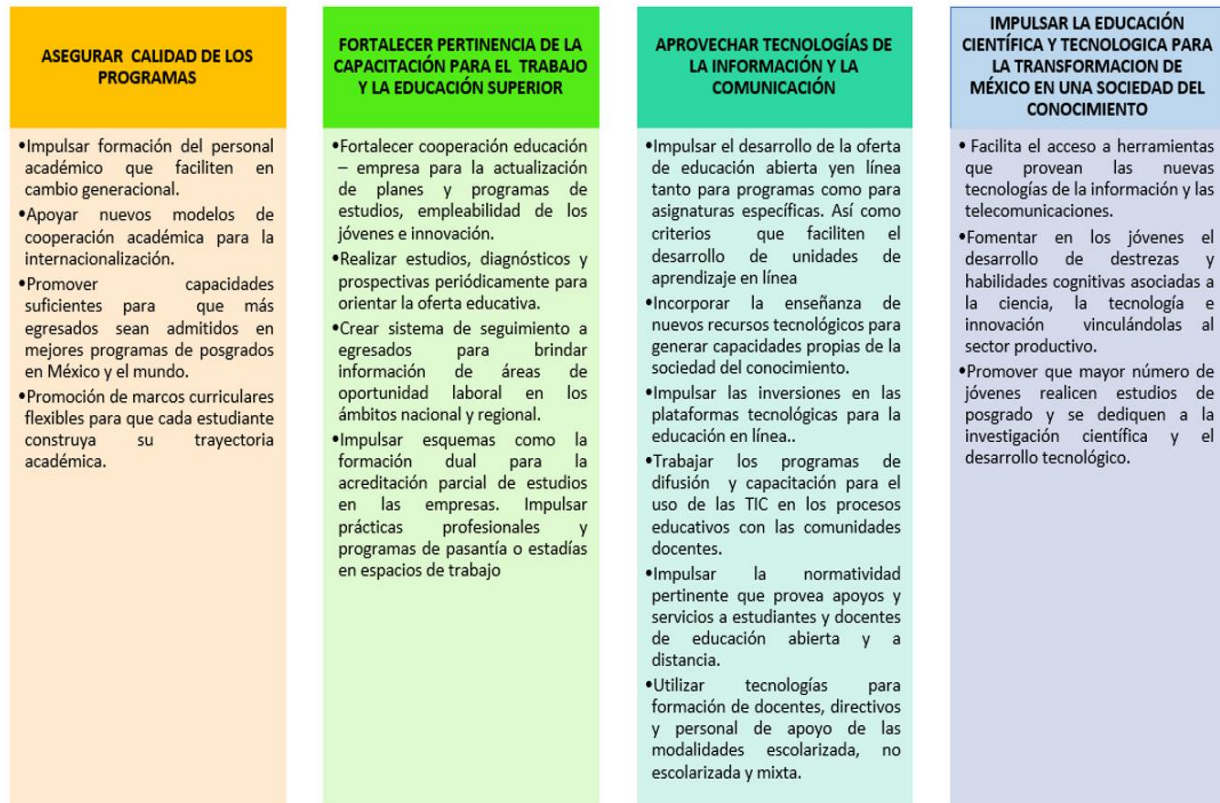 ASEGURAR CALIDAD DE LOS
PROGRAMAS
•Impulsar formación del personal
académico que faciliten en
cambio generacional.
•Apoyar nuevos modelos de
cooperación académica para la
internacionalización.
•Promover capacidades
suficientes para que más
egresados sean admitidos en
mejores programas de posgrados
en México y el mundo.
•Promoción de marcos curriculares
flexibles para que cada estudiante
construya su trayectoria
académica.
FORTALECER PERTINENCIA DE LA
CAPACITACIÓN PARA EL TRABAJO
Y LA EDUCACIÓN SUPERIOR
•Fortalecer cooperación educación
– empresa para la actualización
de planes y programas de
estudios, empleabilidad de los
jóvenes e innovación.
•Realizar estudios, diagnósticos y
prospectivas periódicamente para
orientar la oferta educativa.
•Crear sistema de seguimiento a
egresados para brindar
información de áreas de
oportunidad laboral en los
ámbitos nacional y regional.
•Impulsar esquemas como la
formación dual para la
acreditación parcial de estudios
en las empresas. Impulsar
prácticas profesionales y
programas de pasantía o estadías
en espacios de trabajo
APROVECHAR TECNOLOGÍAS DE
LA INFORMACIÓN Y LA
COMUNICACIÓN
•Impulsar el desarrollo de la oferta
de educación abierta yen línea
tanto para programas como para
asignaturas específicas. Así como
criterios que faciliten el
desarrollo de unidades de
aprendizaje en línea
•Incorporar la enseñanza de
nuevos recursos tecnológicos para
generar capacidades propias de la
sociedad del conocimiento.
•Impulsar las inversiones en las
plataformas tecnológicas para la
educación en línea..
•Trabajar los programas de
difusión y capacitación para el
uso de las TIC en los procesos
educativos con las comunidades
docentes.
•Impulsar la normatividad
pertinente que provea apoyos y
servicios a estudiantes y docentes
de educación abierta y a
distancia.
•Utilizar tecnologías para
formación de docentes, directivos
y personal de apoyo de las
modalidades escolarizada, no
escolarizada y mixta.
IMPULSAR LA EDUCACIÓN
CIENTÍFICA Y TECNOLOGICA PARA
LA TRANSFORMACION DE
MÉXICO EN UNA SOCIEDAD DEL
CONOCIMIENTO
• Facilita el acceso a herramientas
que provean las nuevas
tecnologías de la información y las
telecomunicaciones.
•Fomentar en los jóvenes el
desarrollo de destrezas y
habilidades cognitivas asociadas a
la ciencia, la tecnología e
innovación vinculándolas al
sector productivo.
•Promover que mayor número de
jóvenes realicen estudios de
posgrado y se dediquen a la
investigación científica y el
desarrollo tecnológico.